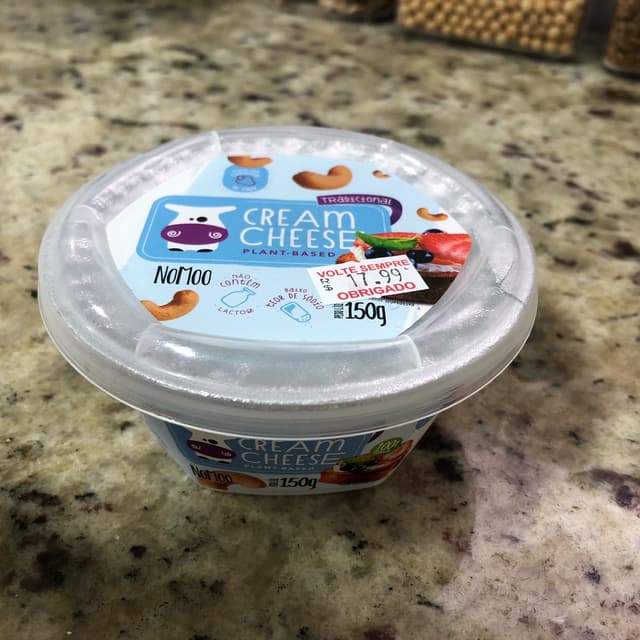 TRADICIONAL
CREAM
CHEESE
PLANT-BASED
NOMOO
NÃO
CONTÉM
LACTOSE
BAIXO
TEOR DE SÓDIO
VOLTE SEMPRE
R$ 11.99
OBRIGADO
150g
CREAM
CHEESE
PLANT-BASED
NOMOO
150g
100%